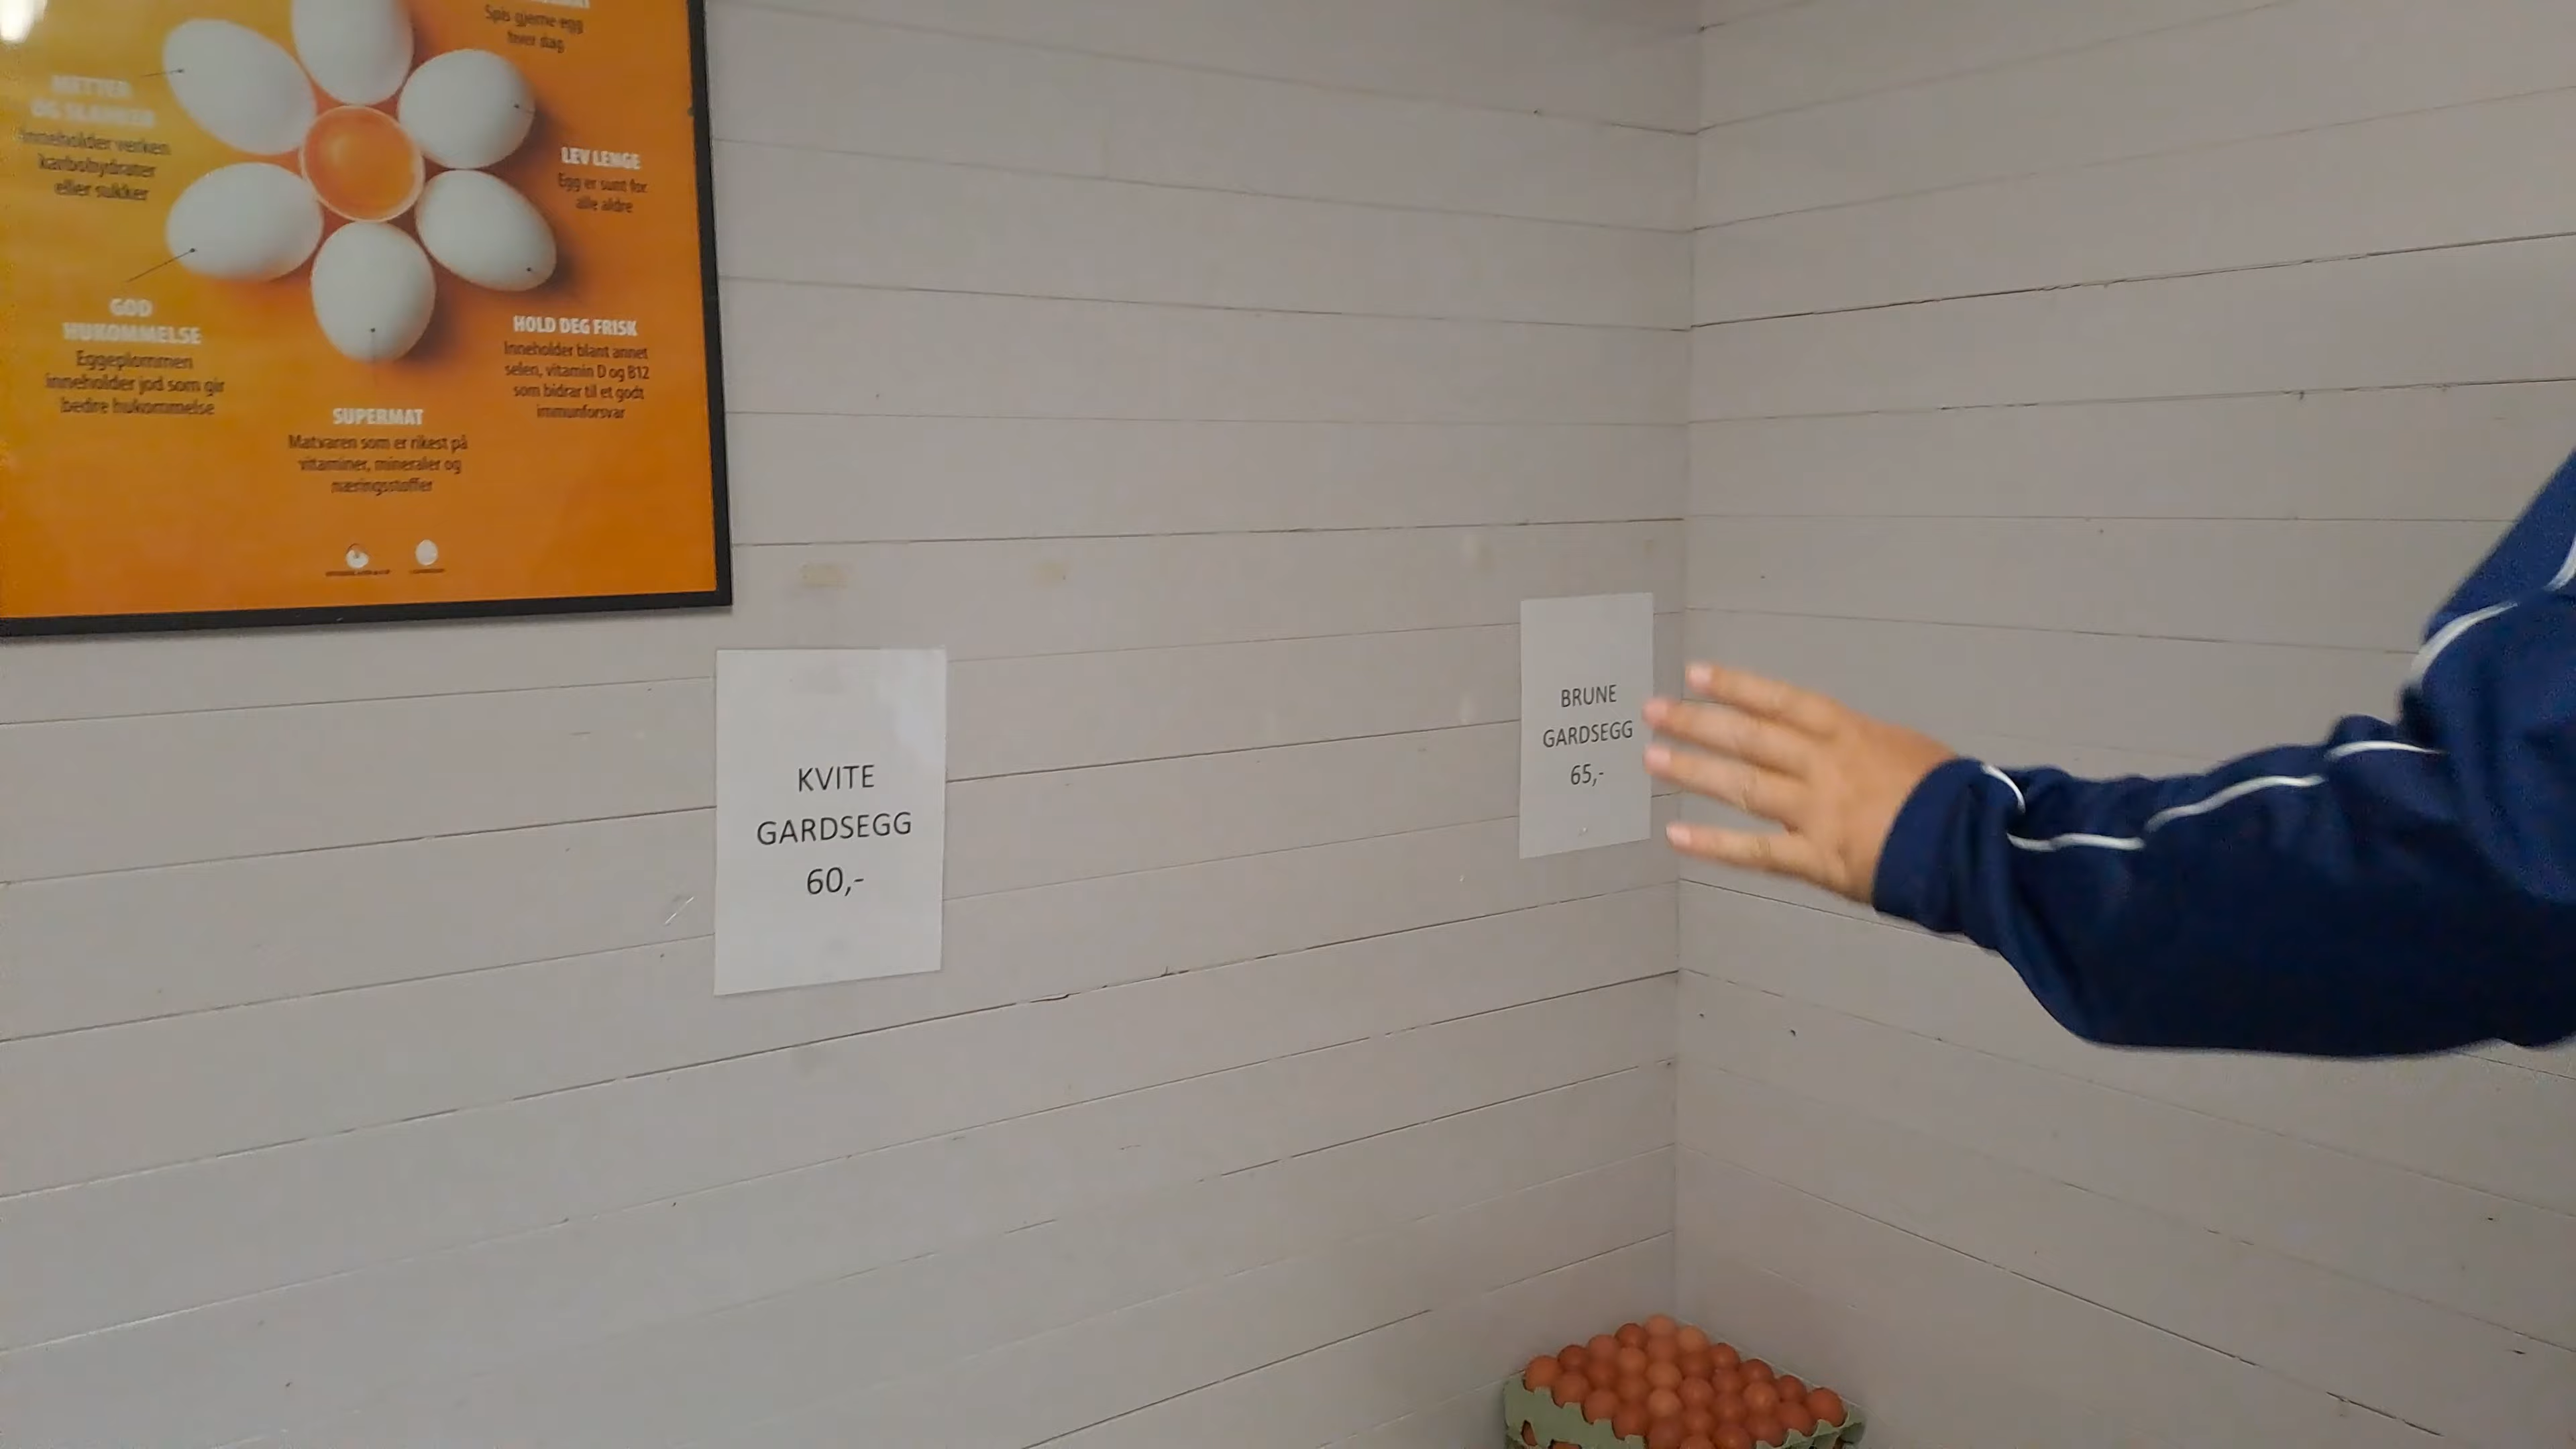 Spis gjerne egg
hver dag
METTER
OG SLANKER
Inneholder verken
karbohydrater
eller sukker
LEV LENGE
Egg er sunt for
alle aldre
GOD
HUKOMMELSE
Eggeplommen
inneholder jod som gir
bedre hukommelse
HOLD DEG FRISK
Inneholder blant annet
selen, vitamin D og B12
som bidrar til et godt
immunforsvar
SUPERMAT
Matvaren som er rikest på
vitaminer, mineraler og
næringsstoffer
KVITE
GARDSEGG
60,-
BRUNE
GARDSEGG
65,-